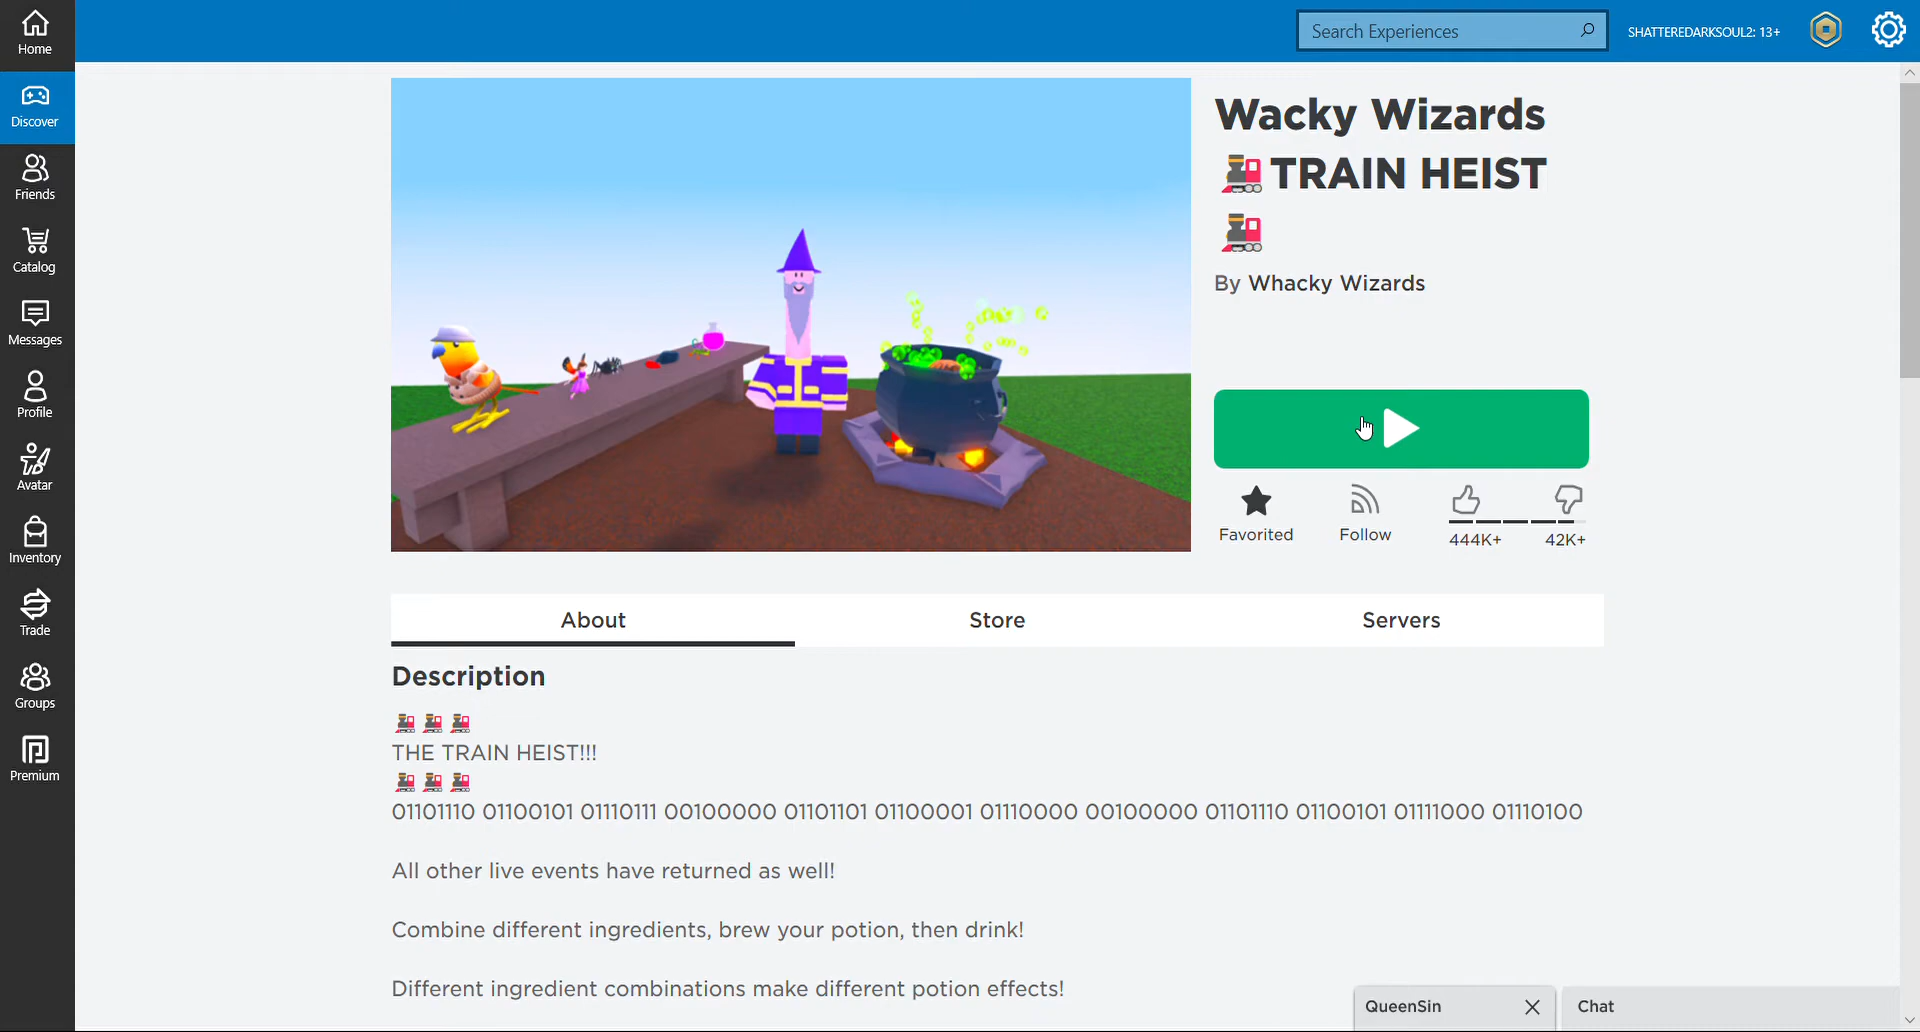 Home
Discover
Friends
Catalog
Messages
Profile
Avatar
Inventory
Trade
Groups
Premium
Search Experiences
SHATTEREDARKSOUL2: 13+
Wacky Wizards
🚂TRAIN HEIST
🚂
By Whacky Wizards
Favorited
Follow
444K+
42K+
About
Store
Servers
Description
🚂🚂🚂
THE TRAIN HEIST!!!
🚂🚂🚂
01101110 01100101 01110111 00100000 01101101 01100001 01110000 00100000 01101110 01100101 01111000 01110100
All other live events have returned as well!
Combine different ingredients, brew your potion, then drink!
Different ingredient combinations make different potion effects!
QueenSin
Chat